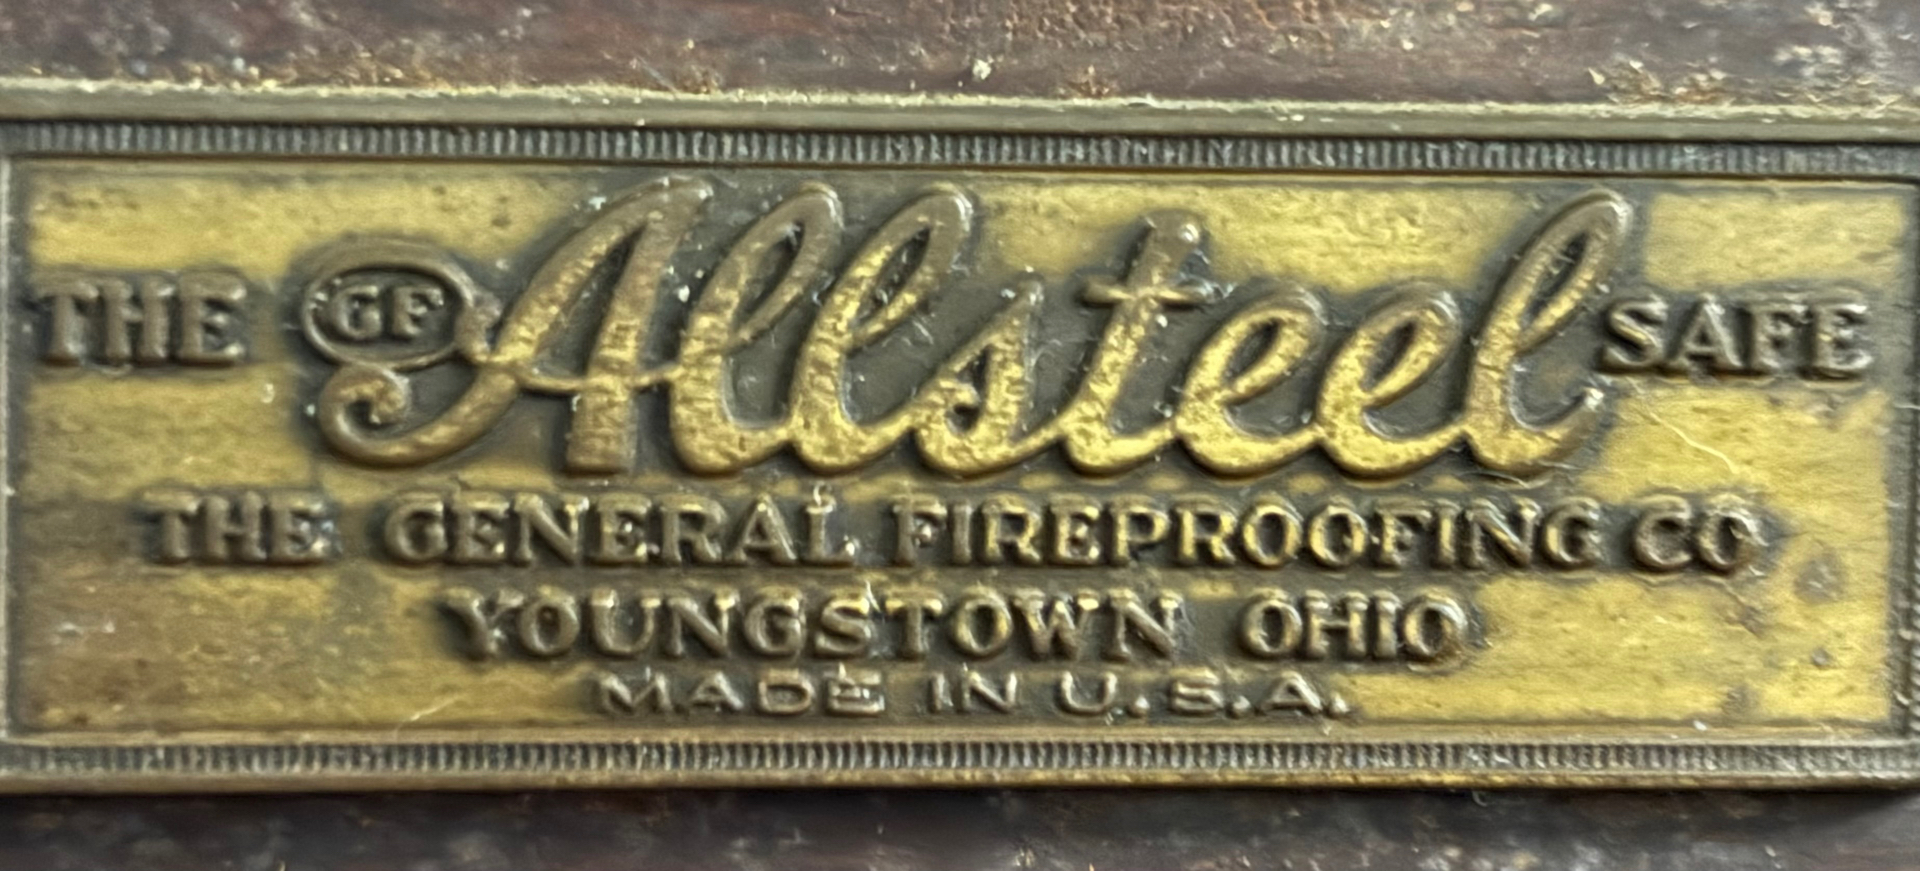 THE GF Allsteel SAFE
THE GENERAL FIREPROOFING CO
YOUNGSTOWN OHIO
MADE IN U.S.A.